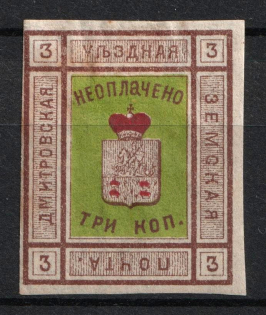 3 УѢЗДНАЯ 3
ДМИТРОВСКАЯ
НЕОПЛАЧЕНО
ТРИ КОП.
ЗЕМСКАЯ
3 ПОЧТА. 3